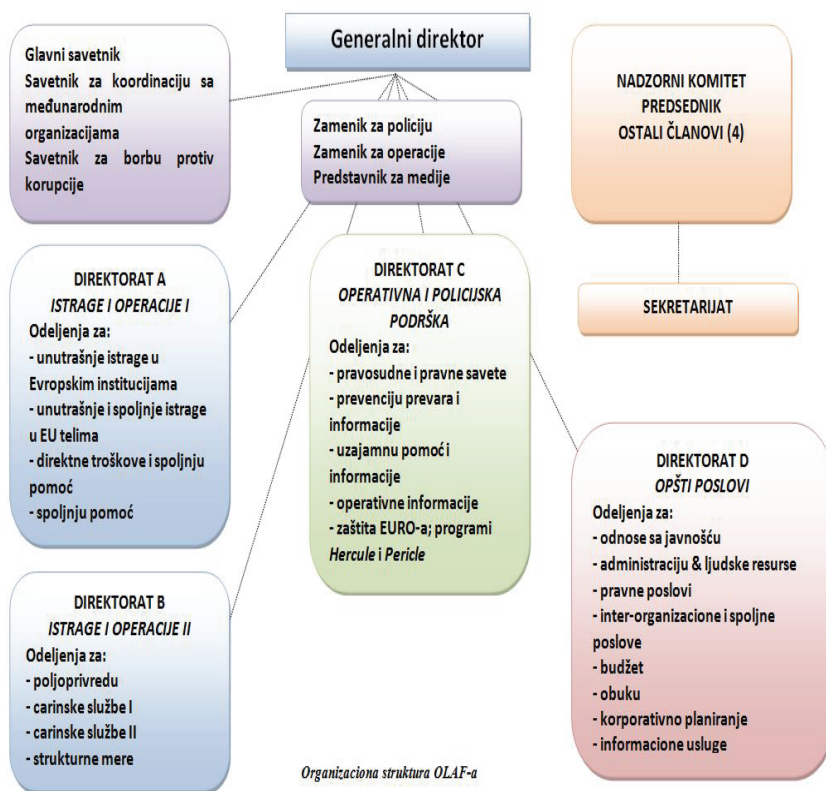 Generalni direktor
Glavni savetnik
Savetnik za koordinaciju sa
međunarodnim
organizacijama
Savetnik za borbu protiv
korupcije
Zamenik za policiju
Zamenik za operacije
Predstavnik za medije
NADZORNI KOMITET
PREDSEDNIK
OSTALI ČLANOVI (4)
SEKRETARIJAT
DIREKTORAT A
ISTRAGE I OPERACIJE I
Odeljenja za:
- unutrašnje istrage u
Evropskim institucijama
- unutrašnje i spoljnje istrage
u EU telima
- direktne troškove i spoljnju
pomoć
- spoljnju pomoć
DIREKTORAT B
ISTRAGE I OPERACIJE II
Odeljenja za:
- poljoprivredu
- carinske službe I
- carinske službe II
- strukturne mere
DIREKTORAT C
OPERATIVNA I POLICIJSKA
PODRŠKA
Odeljenja za:
- pravosudne i pravne savete
- prevenciju prevara i
informacije
- uzajamnu pomoć i
informacije
- operativne informacije
- zaštita EURO-a; programi
Hercule i Pericle
DIREKTORAT D
OPŠTI POSLOVI
Odeljenja za:
- odnose sa javnošću
- administraciju & ljudske resurse
- pravne poslovi
- inter-organizacione i spoljne
poslove
- budžet
- obuku
- korporativno planiranje
- informacione usluge
Organizaciona struktura OLAF-a